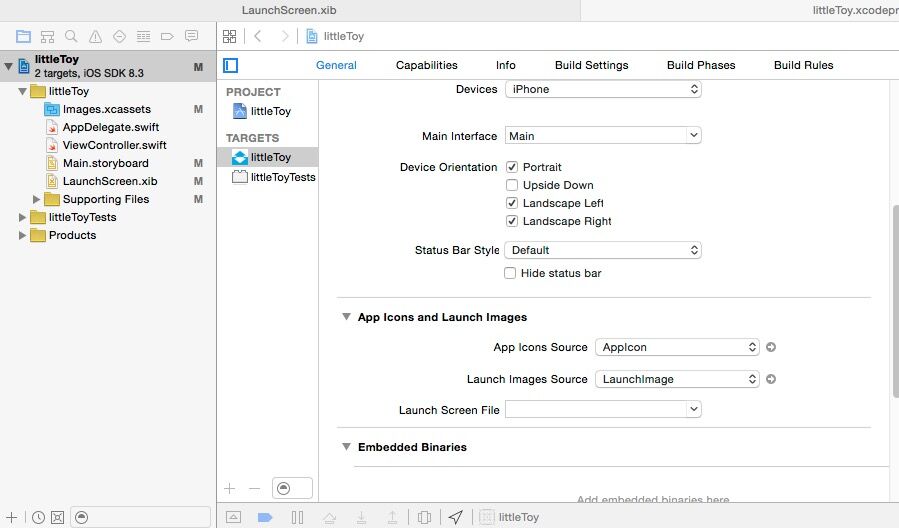 LaunchScreen.xib
littleToy.xcodepr
littleToy
2 targets, iOS SDK 8.3
M
littleToy
Images.xcassets
M
AppDelegate.swift
ViewController.swift
Main.storyboard
M
LaunchScreen.xib
M
Supporting Files
M
littleToyTests
Products
littleToy
General
Capabilities
Info
Build Settings
Build Phases
Build Rules
PROJECT
littleToy
TARGETS
littleToy
littleToyTests
Devices
iPhone
Main Interface
Main
Device Orientation
Portrait
Upside Down
Landscape Left
Landscape Right
Status Bar Style
Default
Hide status bar
App Icons and Launch Images
App Icons Source
AppIcon
Launch Images Source
LaunchImage
Launch Screen File
Embedded Binaries
Add embedded binaries here
littleToy